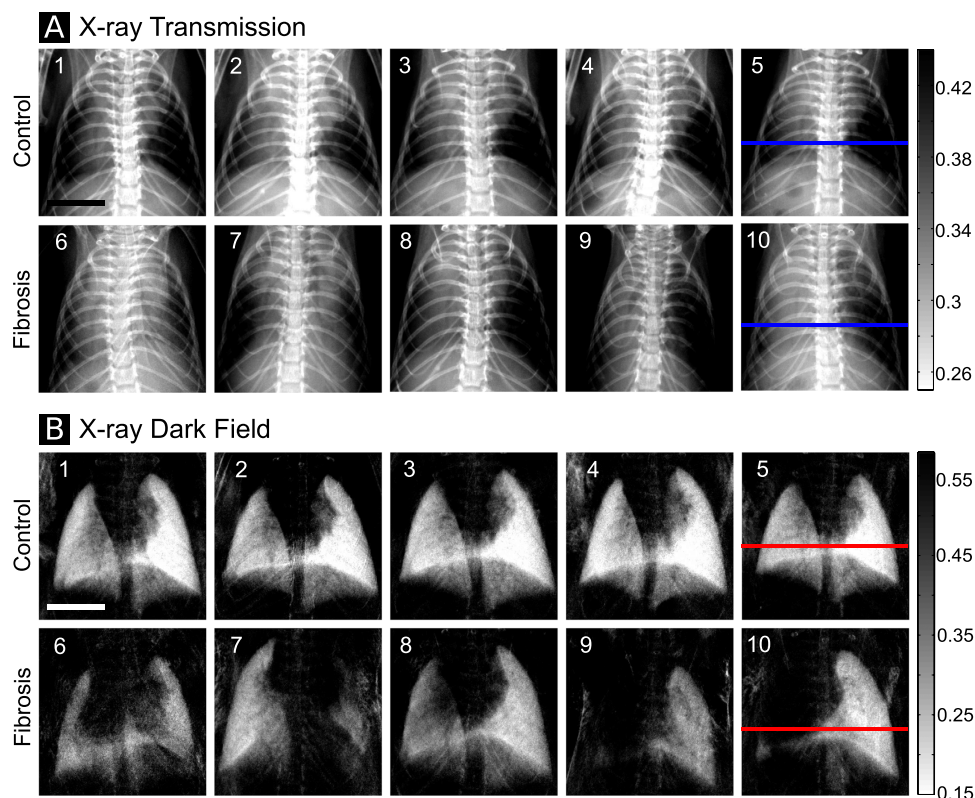 A X-ray Transmission
Control 1 2 3 4 5
0.42
0.38
0.34
0.3
0.26
Fibrosis 6 7 8 9 10
B X-ray Dark Field
Control 1 2 3 4 5
0.55
0.45
0.35
0.25
0.15
Fibrosis 6 7 8 9 10